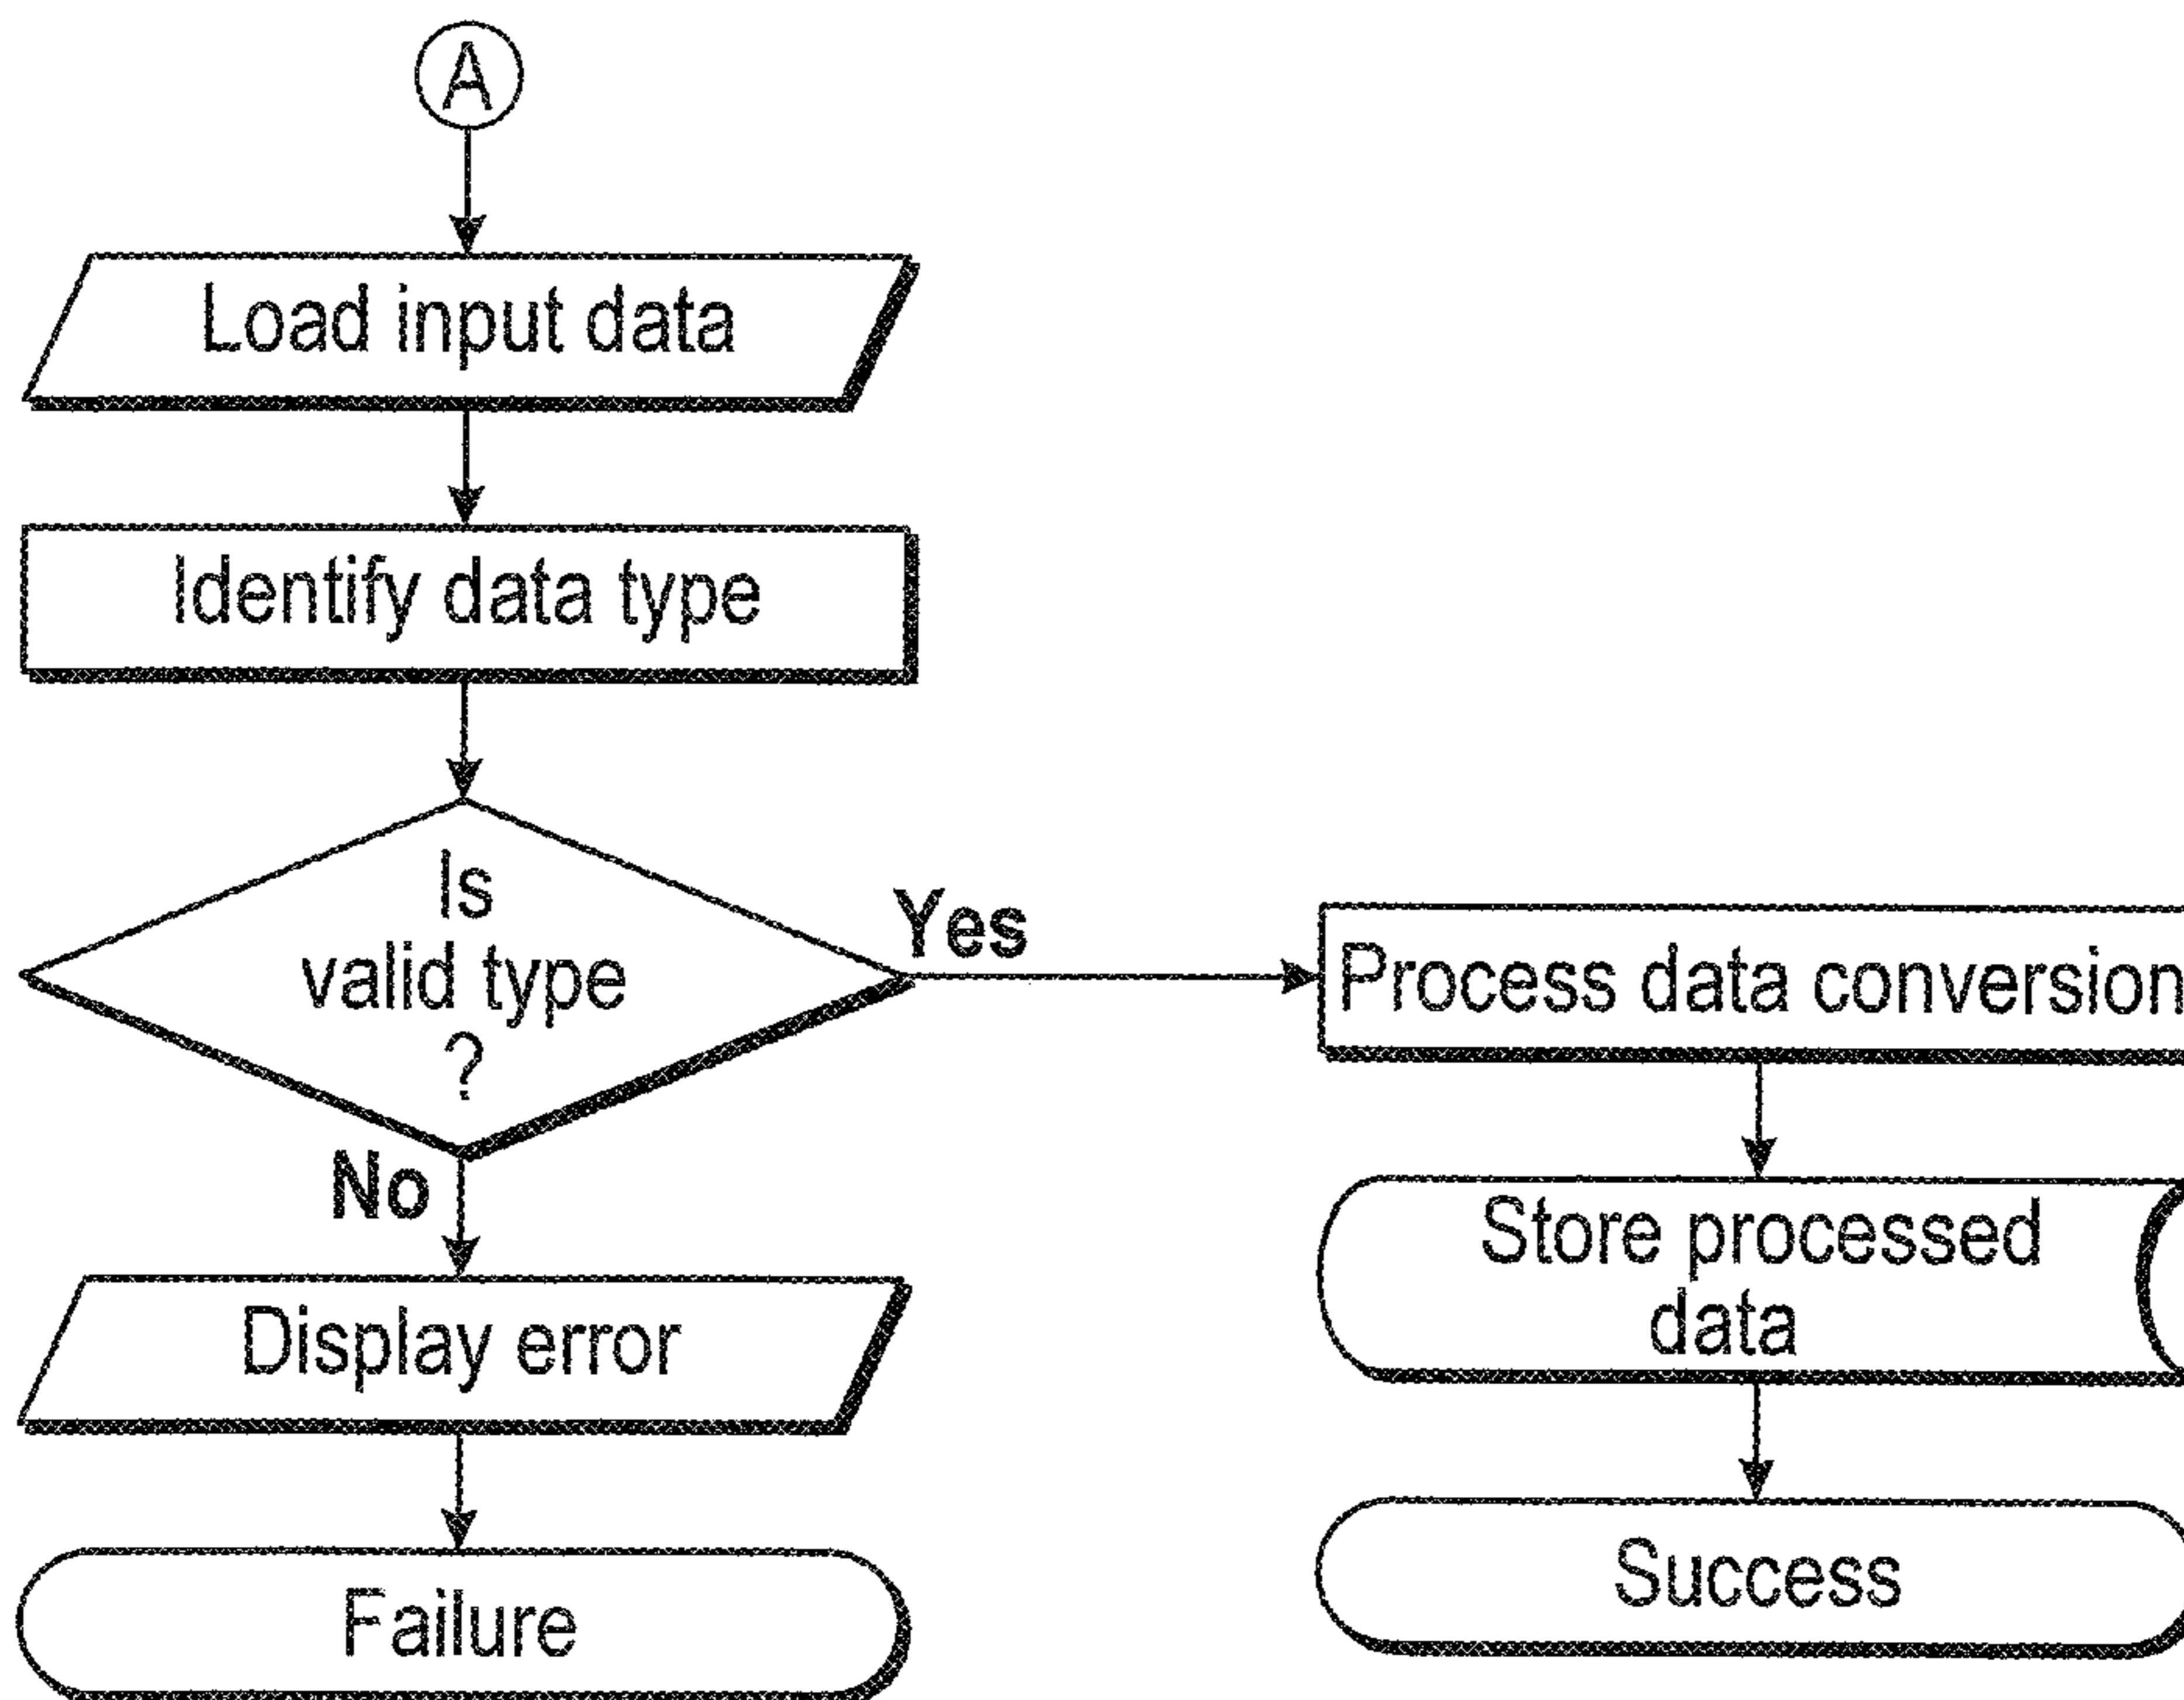 A
Load input data
Identify data type
Is
valid type
?
Yes
No
Process data conversion
Store processed
data
Display error
Success
Failure